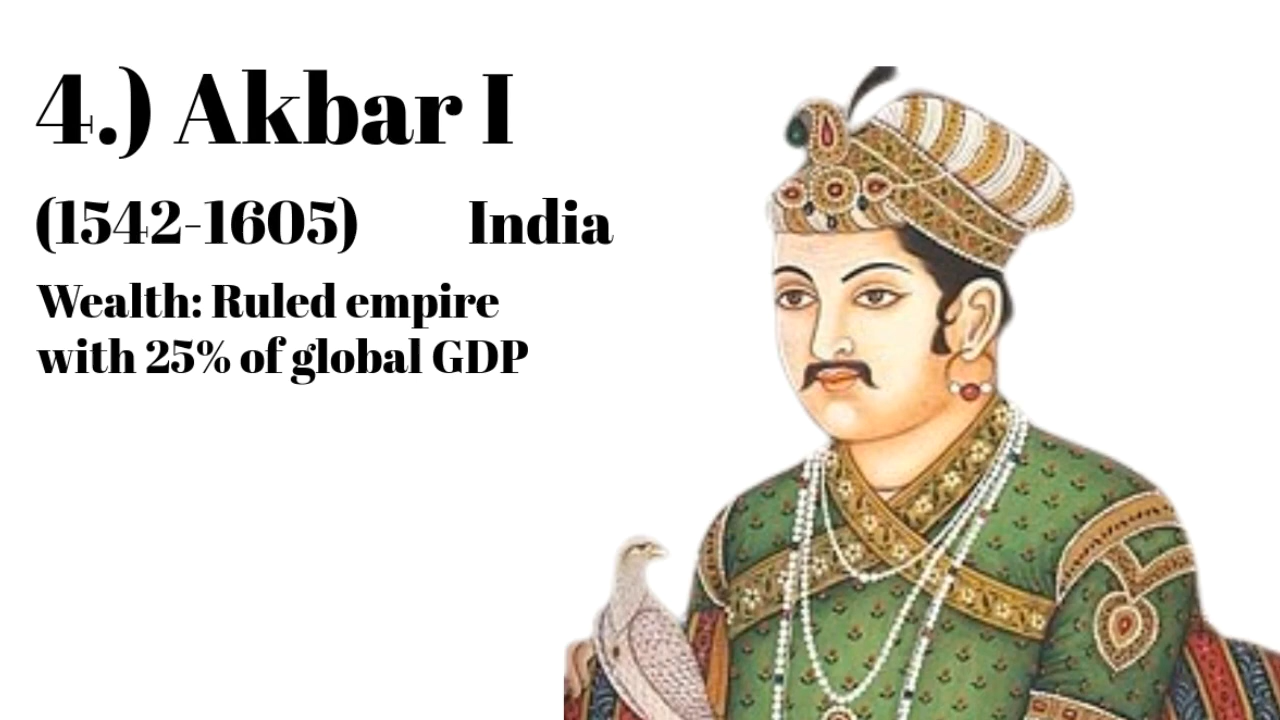 4.) Akbar I
(1542-1605) India
Wealth: Ruled empire
with 25% of global GDP